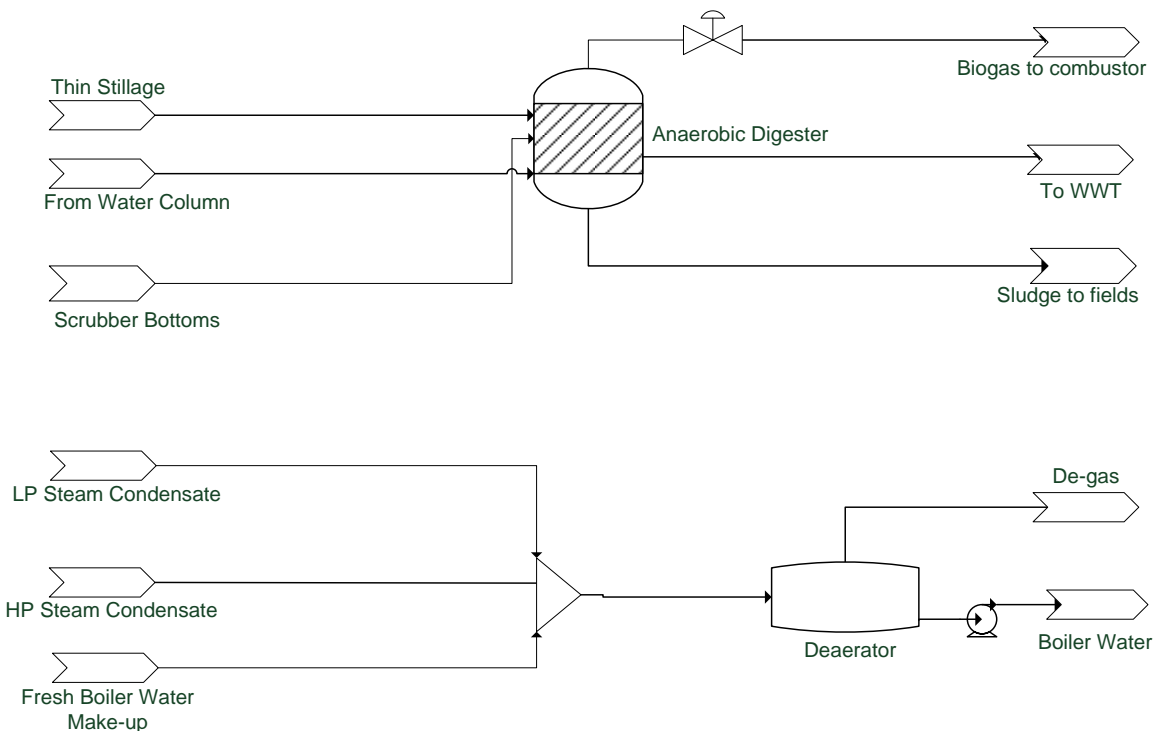 Thin Stillage
Biogas to combustor
Anaerobic Digester
From Water Column
To WWT
Scrubber Bottoms
Sludge to fields
LP Steam Condensate
De-gas
HP Steam Condensate
Deaerator
Boiler Water
Fresh Boiler Water
Make-up